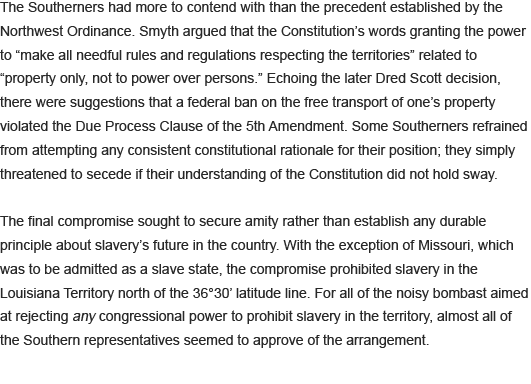 The Southerners had more to contend with than the precedent established by the
Northwest Ordinance. Smyth argued that the Constitution’s words granting the power
to “make all needful rules and regulations respecting the territories” related to
“property only, not to power over persons.” Echoing the later Dred Scott decision,
there were suggestions that a federal ban on the free transport of one’s property
violated the Due Process Clause of the 5th Amendment. Some Southerners refrained
from attempting any consistent constitutional rationale for their position; they simply
threatened to secede if their understanding of the Constitution did not hold sway.

The final compromise sought to secure amity rather than establish any durable
principle about slavery’s future in the country. With the exception of Missouri, which
was to be admitted as a slave state, the compromise prohibited slavery in the
Louisiana Territory north of the 36°30’ latitude line. For all of the noisy bombast aimed
at rejecting any congressional power to prohibit slavery in the territory, almost all of
the Southern representatives seemed to approve of the arrangement.